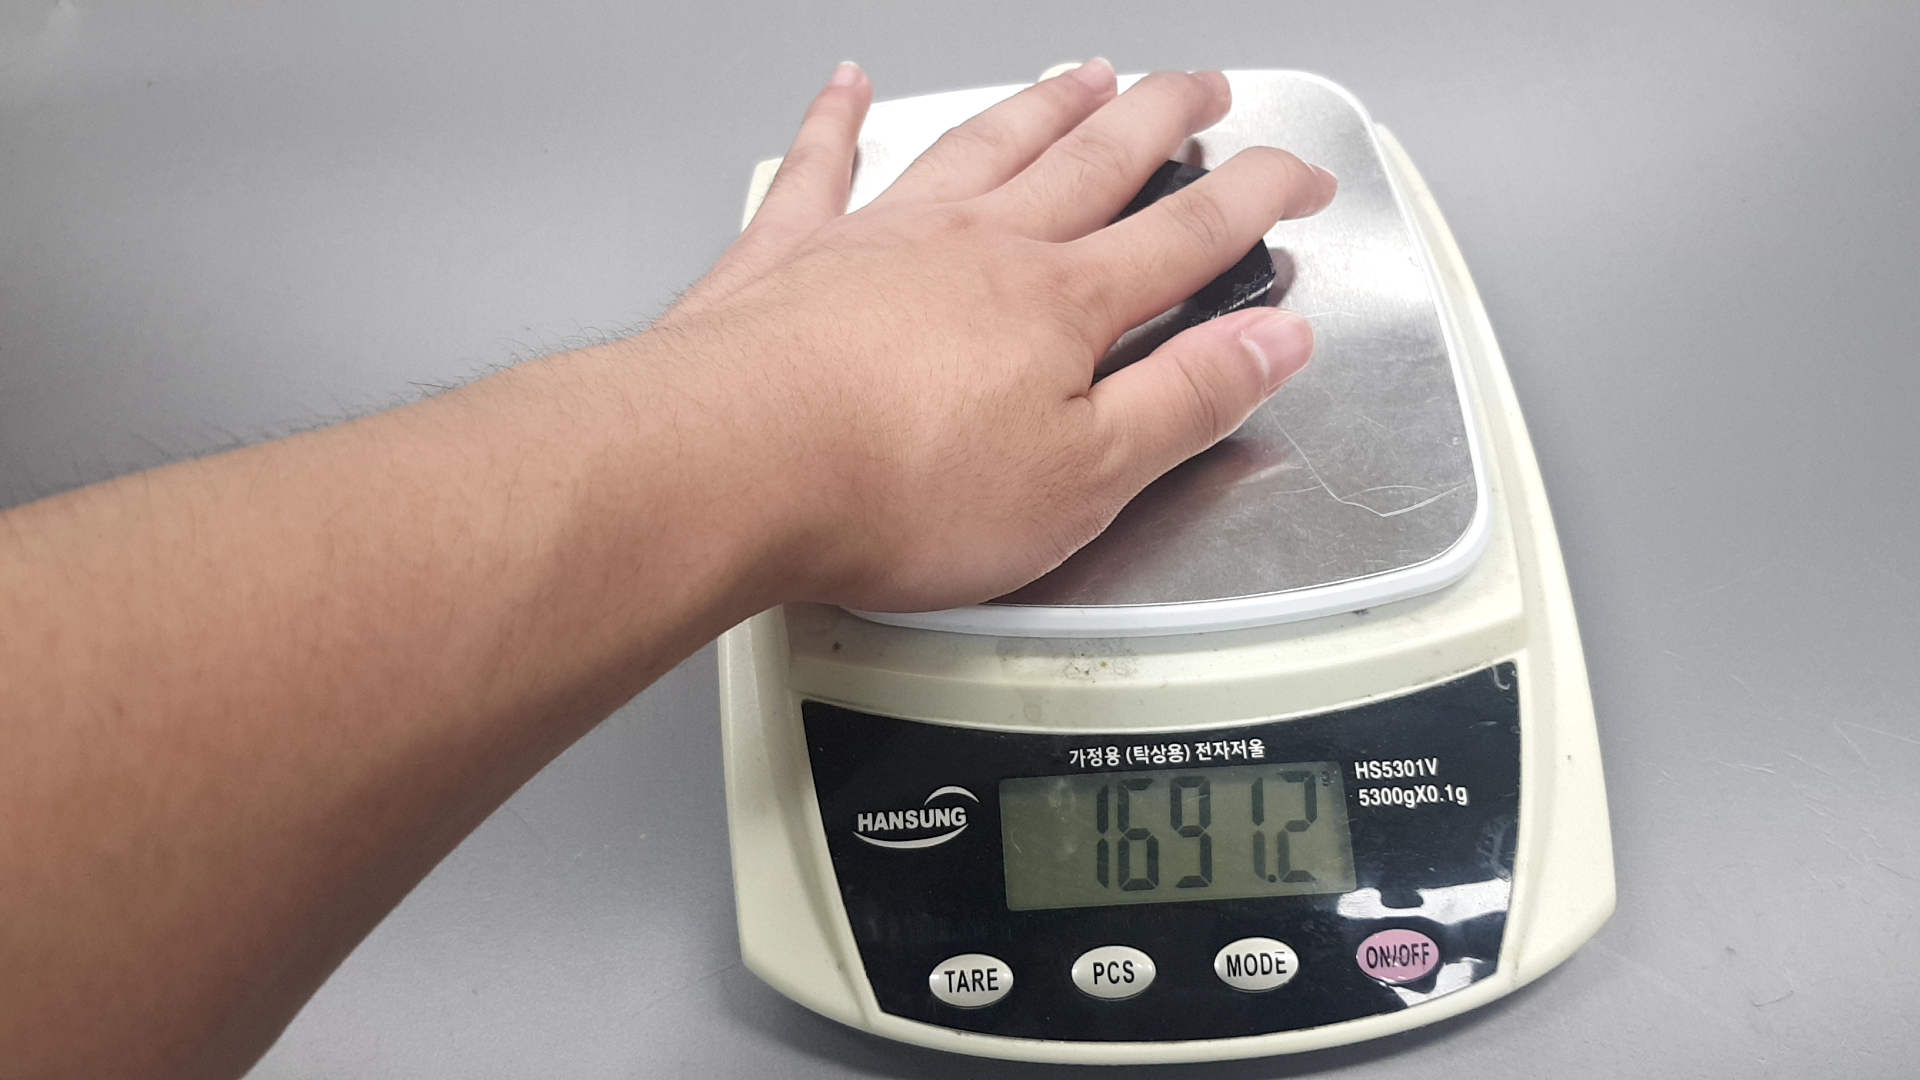 가정용 (탁상용) 전자저울
HANSUNG
1691.2 g
HS5301V
5300gX0.1g
TARE
PCS
MODE
ON/OFF